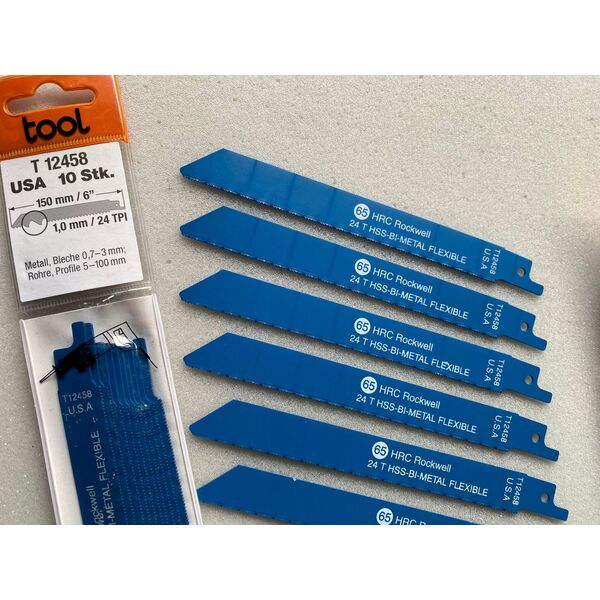 tool
T 12458
USA 10 Stk.
150 mm / 6"
1,0 mm / 24 TPI
Metall, Bleche 0,7–3 mm;
Rohre, Profile 5–100 mm
T12458
U.S.A
Rockwell
BI-METAL FLEXIBLE
65 HRC Rockwell
24 T HSS-BI-METAL FLEXIBLE
T12458
U.S.A
65 HRC Rockwell
24 T HSS-BI-METAL FLEXIBLE
T12458
U.S.A
65 HRC Rockwell
24 T HSS-BI-METAL FLEXIBLE
T12458
U.S.A
65 HRC Rockwell
24 T HSS-BI-METAL FLEXIBLE
T12458
U.S.A
65 HRC Rockwell
T12458
U.S.A